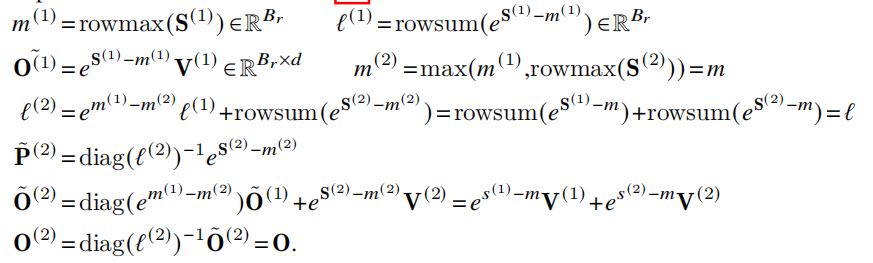 m^{(1)} = rowmax(S^{(1)}) ∈ ℝ^{B_r}    ℓ^{(1)} = rowsum(e^{S^{(1)}-m^{(1)}}) ∈ ℝ^{B_r}
Õ^{(1)} = e^{S^{(1)}-m^{(1)}} V^{(1)} ∈ ℝ^{B_r×d}    m^{(2)} = max(m^{(1)}, rowmax(S^{(2)})) = m
ℓ^{(2)} = e^{m^{(1)}-m^{(2)}} ℓ^{(1)} + rowsum(e^{S^{(2)}-m^{(2)}}) = rowsum(e^{S^{(1)}-m}) + rowsum(e^{S^{(2)}-m}) = ℓ
P̃^{(2)} = diag(ℓ^{(2)})^{-1} e^{S^{(2)}-m^{(2)}}
Õ^{(2)} = diag(e^{m^{(1)}-m^{(2)}}) Õ^{(1)} + e^{S^{(2)}-m^{(2)}} V^{(2)} = e^{s^{(1)}-m} V^{(1)} + e^{s^{(2)}-m} V^{(2)}
O^{(2)} = diag(ℓ^{(2)})^{-1} Õ^{(2)} = O.